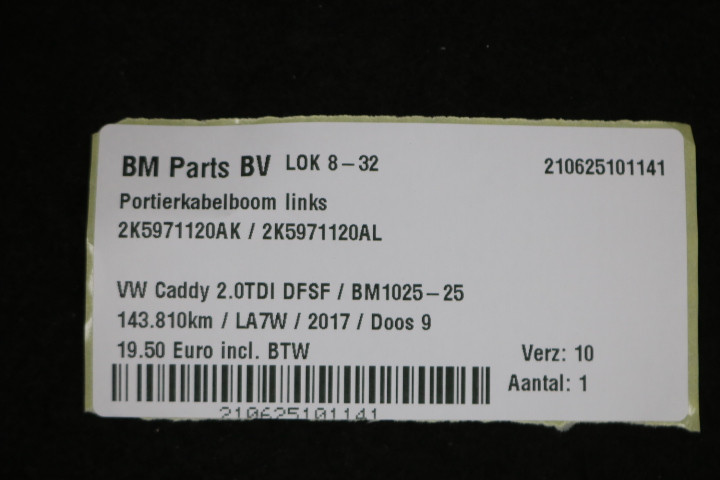 BM Parts BV LOK 8-32 210625101141
Portierkabelboom links
2K5971120AK / 2K5971120AL
VW Caddy 2.0TDI DFSF / BM1025-25
143.810km / LA7W / 2017 / Doos 9
19.50 Euro incl. BTW Verz: 10
Aantal: 1
210625101141